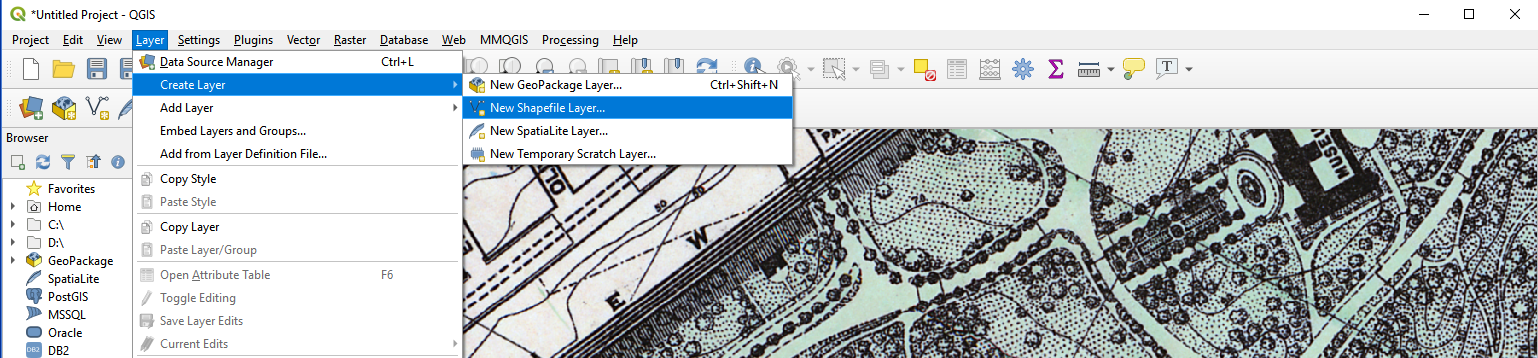 *Untitled Project - QGIS
Project Edit View Layer Settings Plugins Vector Raster Database Web MMQGIS Processing Help
Data Source Manager Ctrl+L
Create Layer
Add Layer
Embed Layers and Groups...
Add from Layer Definition File...
Copy Style
Paste Style
Copy Layer
Paste Layer/Group
Open Attribute Table F6
Toggle Editing
Save Layer Edits
Current Edits
New GeoPackage Layer... Ctrl+Shift+N
New Shapefile Layer...
New SpatiaLite Layer...
New Temporary Scratch Layer...
Browser
Favorites
Home
C:\
D:\
GeoPackage
SpatiaLite
PostGIS
MSSQL
Oracle
DB2
DB2
W
E